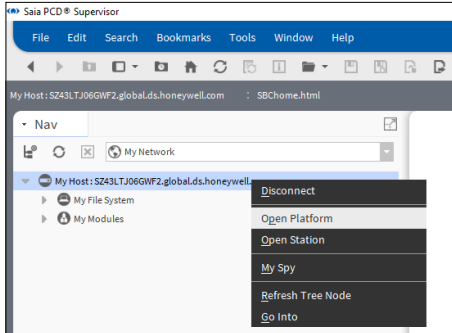 Saia PCD® Supervisor
File Edit Search Bookmarks Tools Window Help
My Host : SZ43LTJ06GWF2.global.ds.honeywell.com : SBChome.html
Nav
My Network
My Host : SZ43LTJ06GWF2.global.ds.honeywell.
My File System
My Modules
Disconnect
Open Platform
Open Station
My Spy
Refresh Tree Node
Go Into